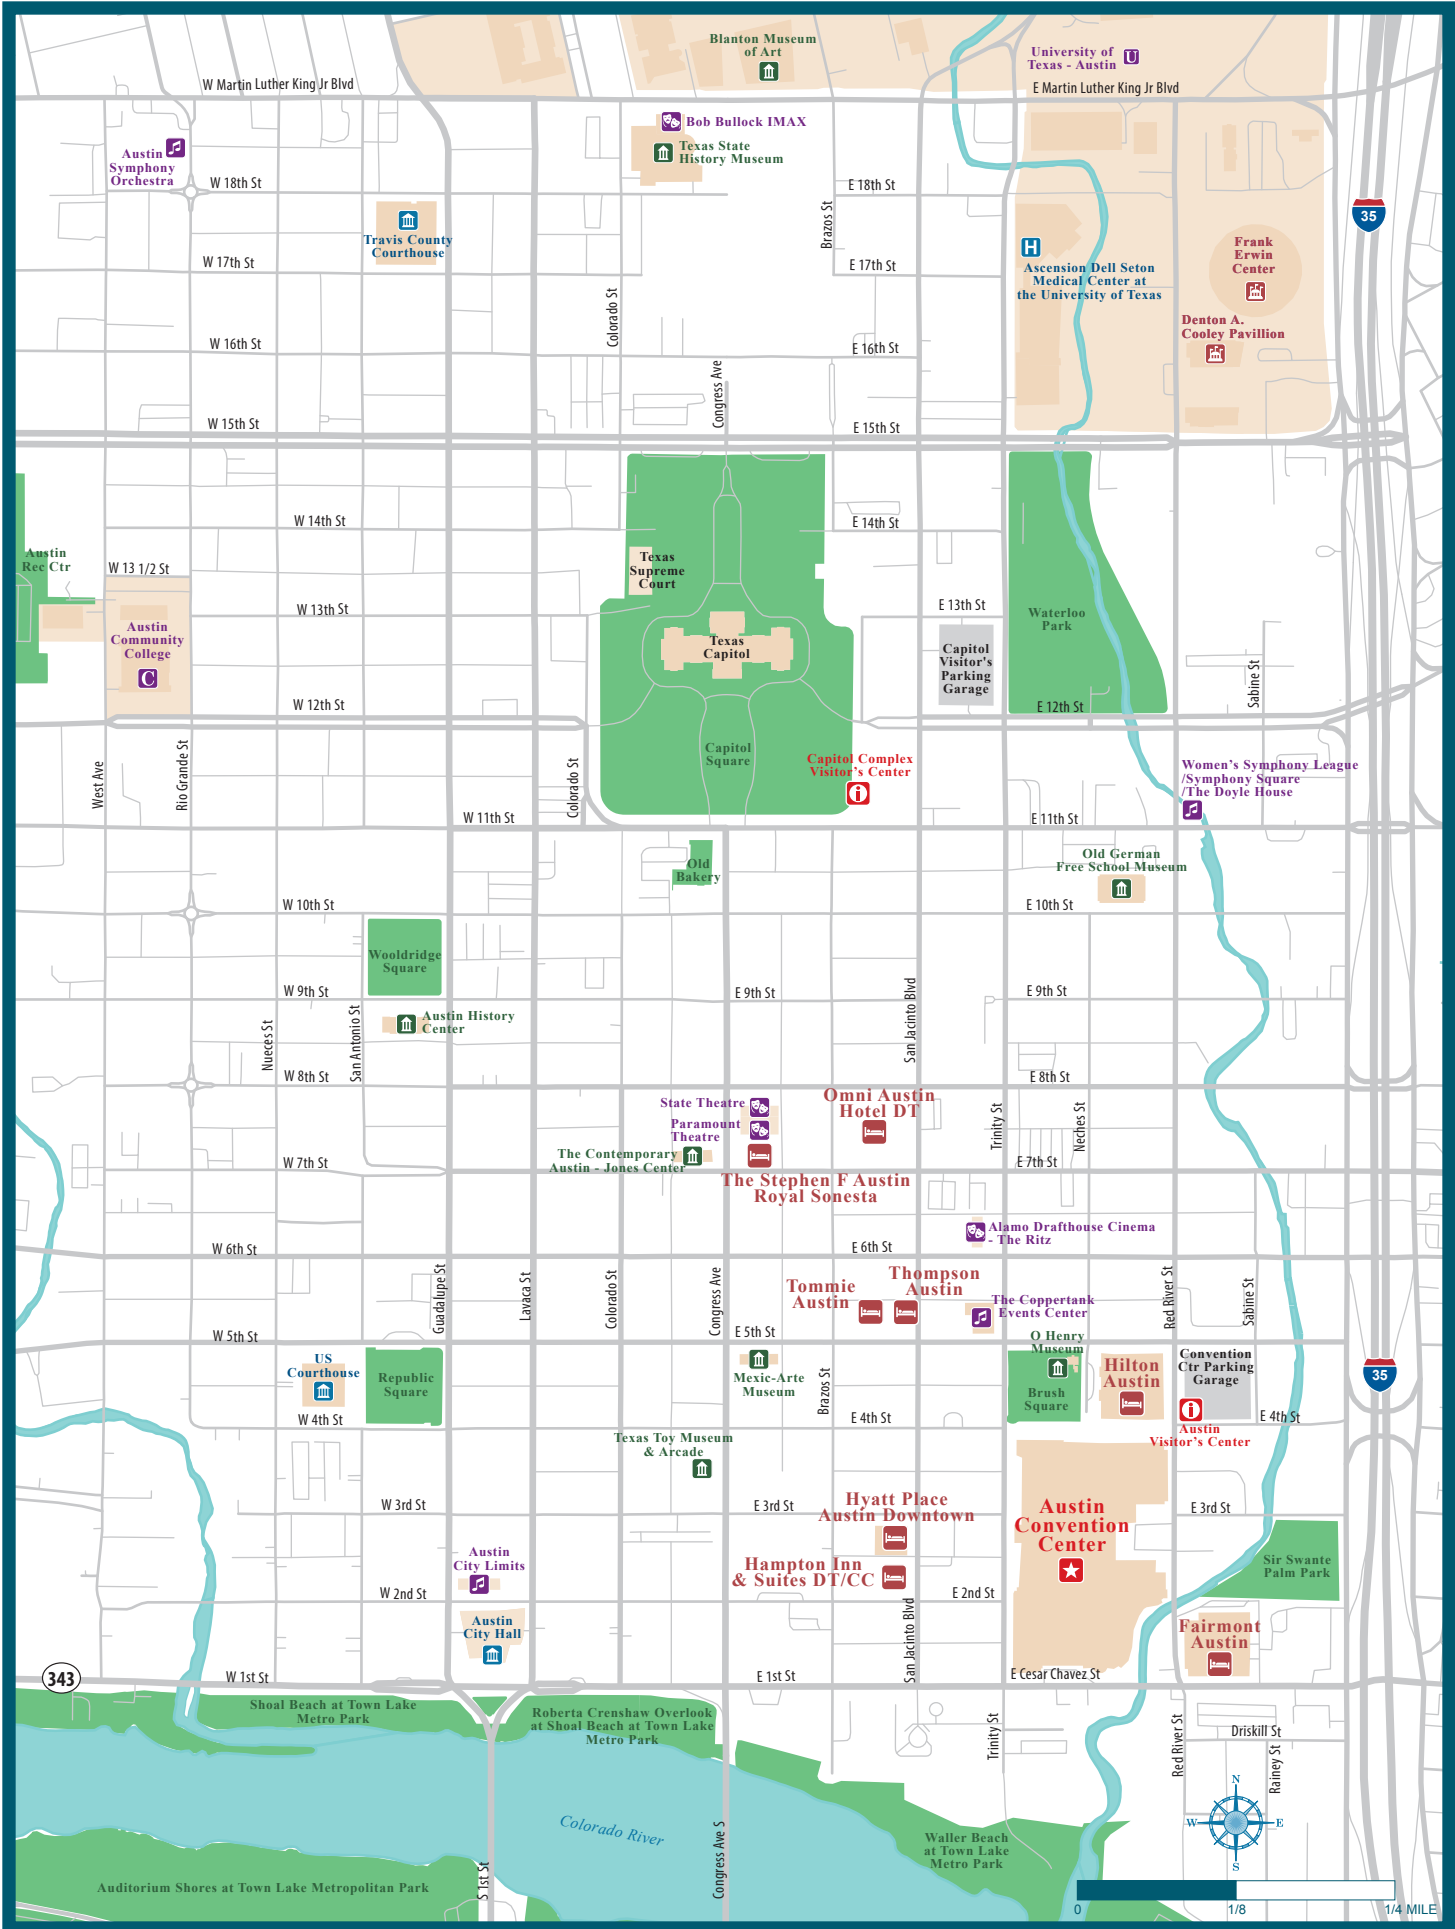 Blanton Museum
of Art
University of
Texas - Austin
U
W Martin Luther King Jr Blvd
E Martin Luther King Jr Blvd
Bob Bullock IMAX
Austin
Symphony
Orchestra
Texas State
History Museum
W 18th St
E 18th St
Brazos St
35
Travis County
Courthouse
Frank
Erwin
Center
H
Ascension Dell Seton
Medical Center at
the University of Texas
W 17th St
E 17th St
Colorado St
Denton A.
Cooley Pavillion
W 16th St
E 16th St
Congress Ave
W 15th St
E 15th St
W 14th St
E 14th St
Austin
Rec Ctr
W 13 1/2 St
Texas
Supreme
Court
W 13th St
E 13th St
Waterloo
Park
Austin
Community
College
C
Texas
Capitol
Capitol
Visitor's
Parking
Garage
Sabine St
W 12th St
E 12th St
West Ave
Rio Grande St
Colorado St
Capitol
Square
Capitol Complex
Visitor's Center
Women's Symphony League
/Symphony Square
/The Doyle House
W 11th St
E 11th St
Old
Bakery
Old German
Free School Museum
W 10th St
E 10th St
Wooldridge
Square
W 9th St
E 9th St
E 9th St
San Jacinto Blvd
Nueces St
San Antonio St
Austin History
Center
W 8th St
E 8th St
State Theatre
Paramount
Theatre
Omni Austin
Hotel DT
Trinity St
Neches St
The Contemporary
Austin - Jones Center
W 7th St
E 7th St
The Stephen F Austin
Royal Sonesta
Alamo Drafthouse Cinema
- The Ritz
W 6th St
E 6th St
Guadalupe St
Lavaca St
Colorado St
Congress Ave
Tommie
Austin
Thompson
Austin
The Coppertank
Events Center
Red River St
Sabine St
W 5th St
E 5th St
O Henry
Museum
US
Courthouse
Republic
Square
Mexic-Arte
Museum
Brazos St
Brush
Square
Hilton
Austin
Convention
Ctr Parking
Garage
35
W 4th St
E 4th St
E 4th St
Austin
Visitor's Center
Texas Toy Museum
& Arcade
W 3rd St
E 3rd St
E 3rd St
Hyatt Place
Austin Downtown
Austin
Convention
Center
Austin
City Limits
Hampton Inn
& Suites DT/CC
Sir Swante
Palm Park
W 2nd St
E 2nd St
Austin
City Hall
San Jacinto Blvd
Fairmont
Austin
343
W 1st St
E 1st St
E Cesar Chavez St
Shoal Beach at Town Lake
Metro Park
Roberta Crenshaw Overlook
at Shoal Beach at Town Lake
Metro Park
Trinity St
Red River St
Driskill St
Rainey St
N
W
E
S
Colorado River
Waller Beach
at Town Lake
Metro Park
Congress Ave S
S 1st St
Auditorium Shores at Town Lake Metropolitan Park
0
1/8
1/4 MILE